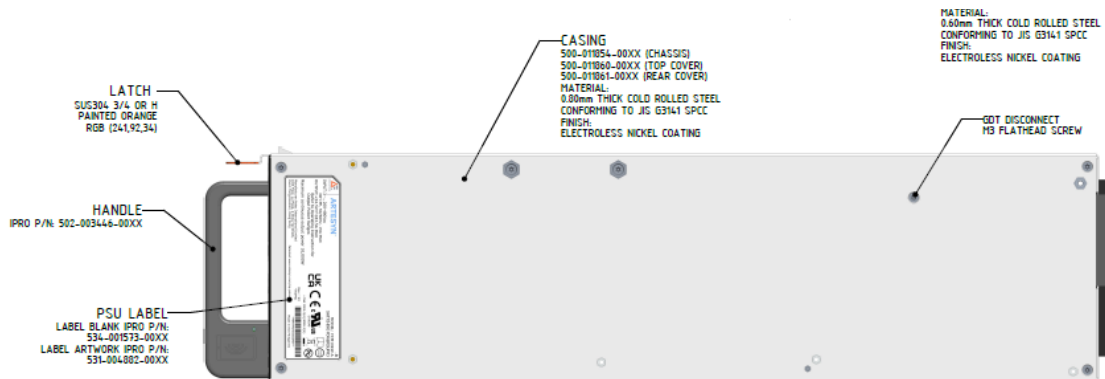 MATERIAL:
0.60mm THICK COLD ROLLED STEEL
CONFORMING TO JIS G3141 SPCC
FINISH:
ELECTROLESS NICKEL COATING
CASING
500-011854-00XX (CHASSIS)
500-011860-00XX (TOP COVER)
500-011861-00XX (REAR COVER)
MATERIAL:
0.80mm THICK COLD ROLLED STEEL
CONFORMING TO JIS G3141 SPCC
FINISH:
ELECTROLESS NICKEL COATING
LATCH
SUS304 3/4 OR H
PAINTED ORANGE
RGB (241,92,34)
GDT DISCONNECT
M3 FLATHEAD SCREW
HANDLE
IPRO P/N: 502-003446-00XX
PSU LABEL
LABEL BLANK IPRO P/N:
534-001573-00XX
LABEL ARTWORK IPRO P/N:
531-004882-00XX
ARTESYN
UK
CA
CE